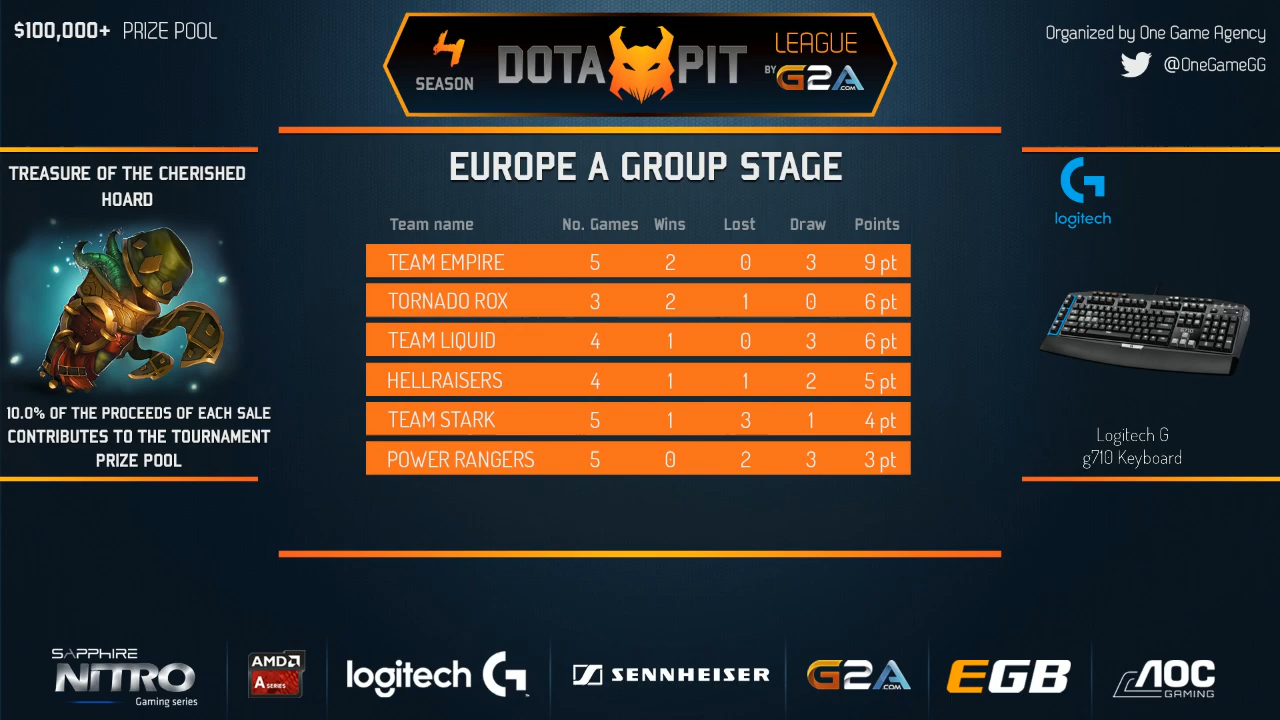 $100,000+ PRIZE POOL
4 SEASON
DOTA PIT
LEAGUE
BY G2A.COM
Organized by One Game Agency
@OneGameGG
TREASURE OF THE CHERISHED
HOARD
10.0% OF THE PROCEEDS OF EACH SALE
CONTRIBUTES TO THE TOURNAMENT
PRIZE POOL
EUROPE A GROUP STAGE
Team name No. Games Wins Lost Draw Points
TEAM EMPIRE 5 2 0 3 9 pt
TORNADO ROX 3 2 1 0 6 pt
TEAM LIQUID 4 1 0 3 6 pt
HELLRAISERS 4 1 1 2 5 pt
TEAM STARK 5 1 3 1 4 pt
POWER RANGERS 5 0 2 3 3 pt
logitech
G710
Logitech G
g710 Keyboard
SAPPHIRE
NITRO
Gaming series
AMD
A SERIES
logitech G
SENNHEISER
G2A.COM
EGB
AOC
GAMING